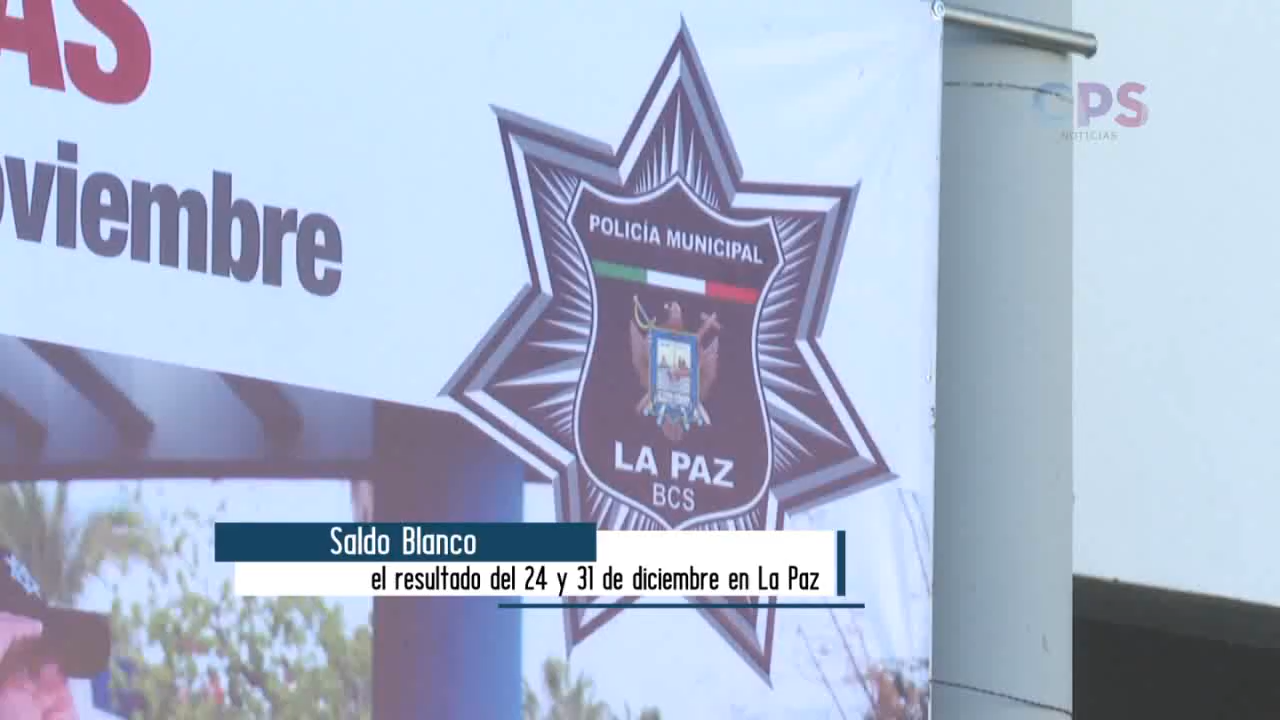 AS
viembre
CPS
NOTICIAS
POLICÍA MUNICIPAL
LA PAZ
BCS
Saldo Blanco
el resultado del 24 y 31 de diciembre en La Paz